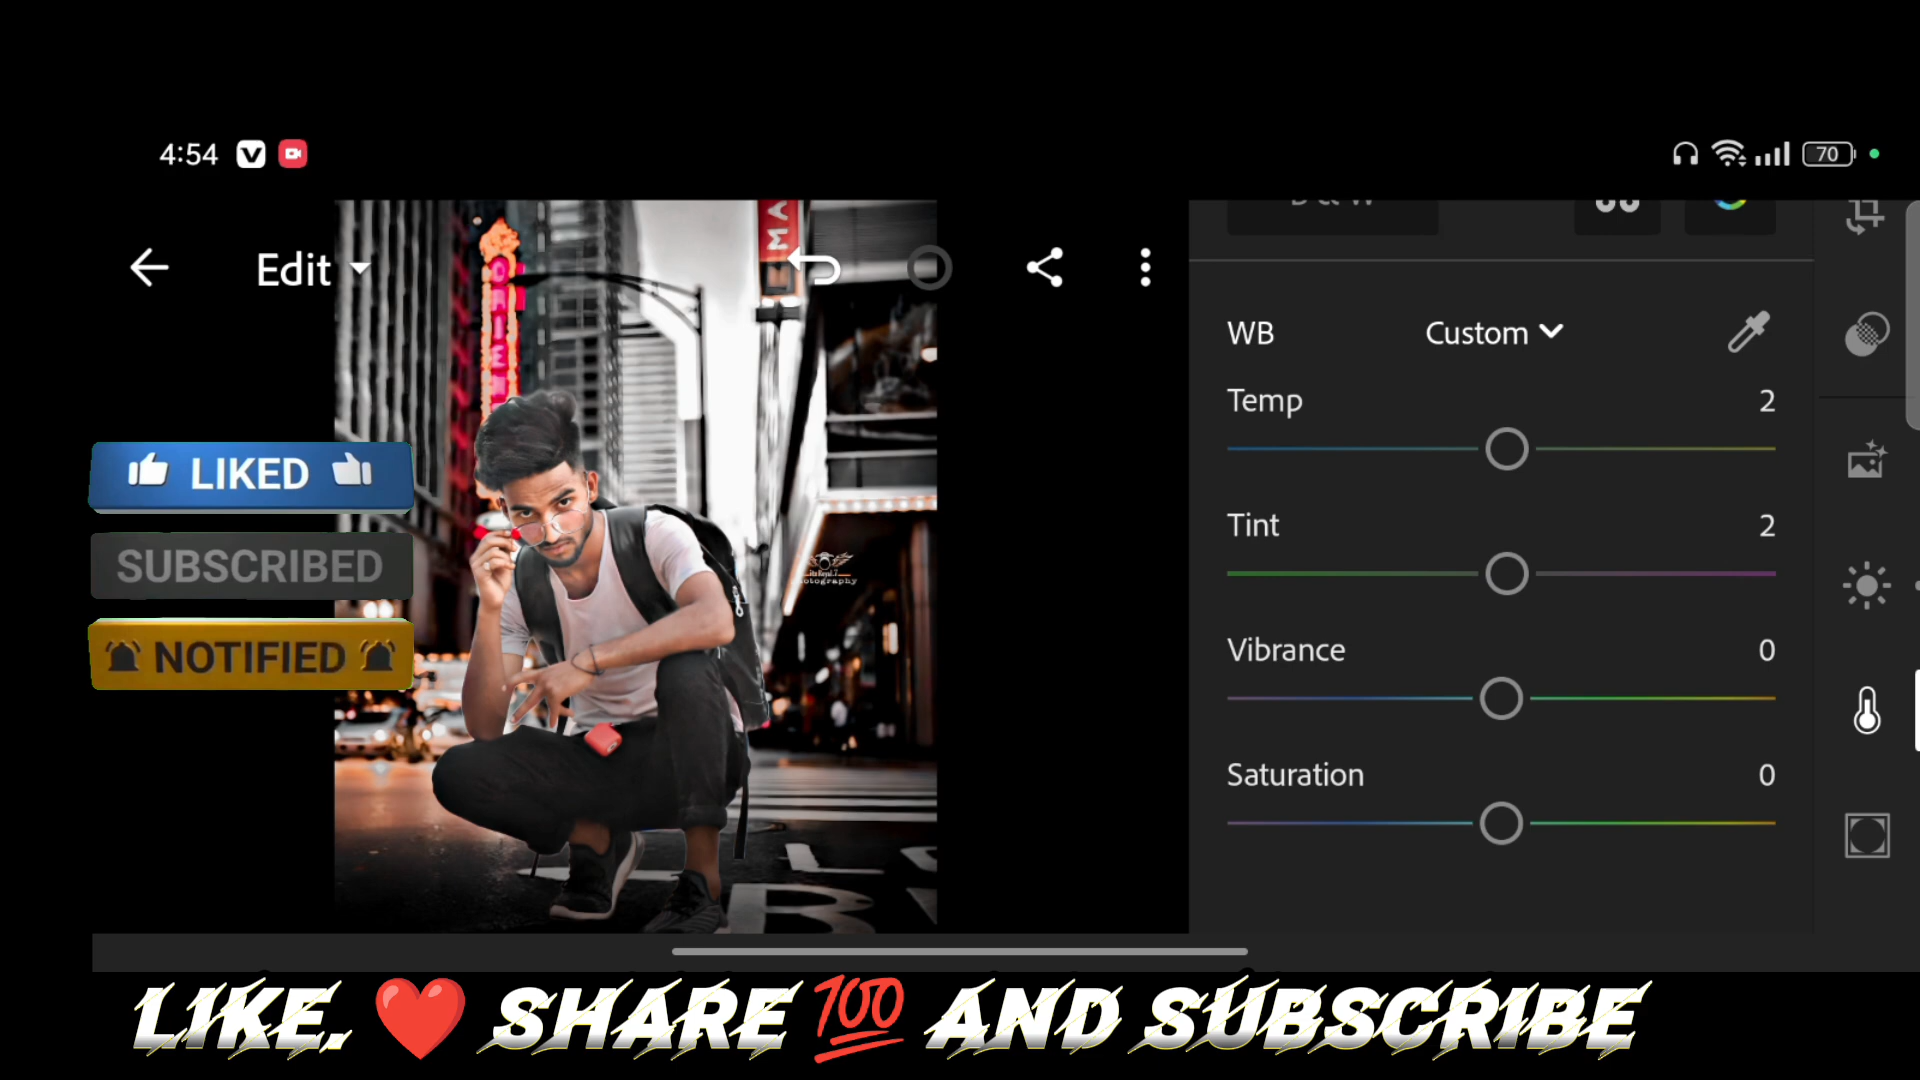 4:54
70
Edit
B & W
WB Custom
Temp 2
Tint 2
Vibrance 0
Saturation 0
LIKED
SUBSCRIBED
NOTIFIED
LIKE. ❤️ SHARE 💯 AND SUBSCRIBE